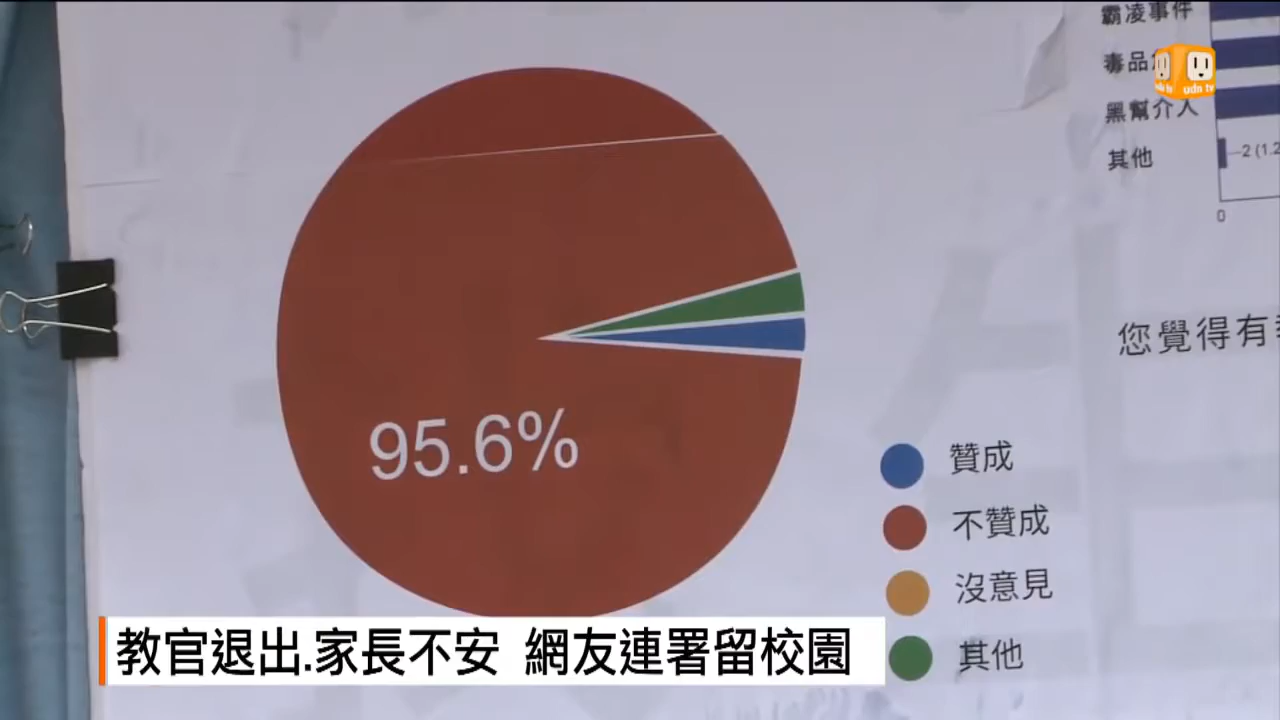 霸凌事件
毒品
udn tv
黑幫介入
其他
2 (1.2
0
您覺得有
95.6%
贊成
不贊成
沒意見
其他
教官退出.家長不安 網友連署留校園